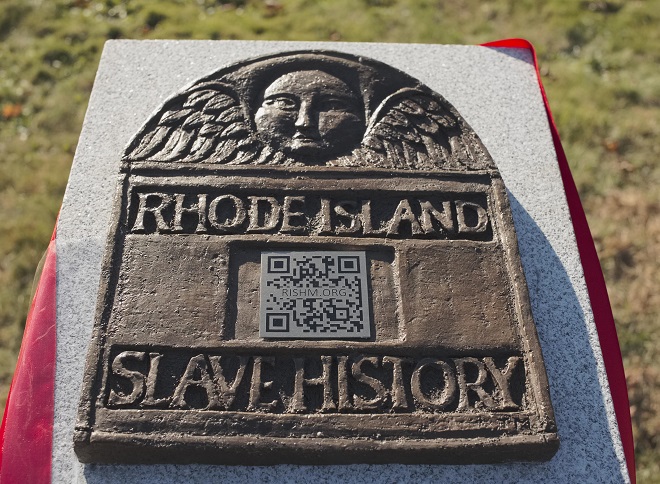 RHODE ISLAND
RISHM.ORG
SLAVE HISTORY